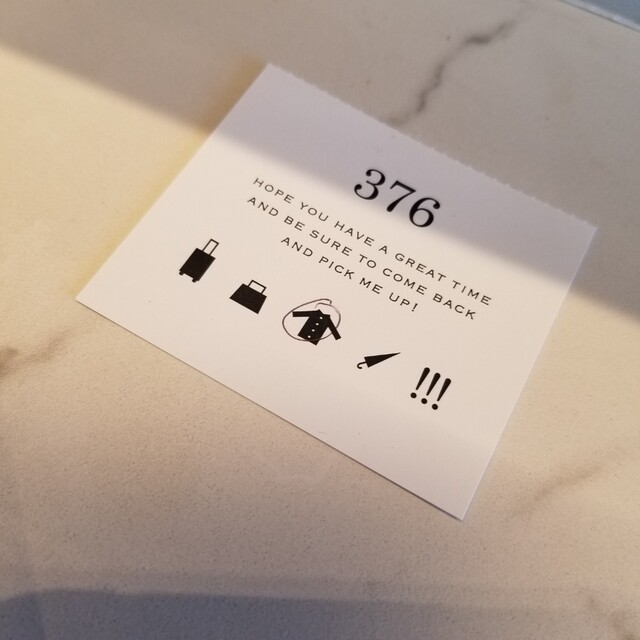 376
HOPE YOU HAVE A GREAT TIME
AND BE SURE TO COME BACK
AND PICK ME UP!
!!!